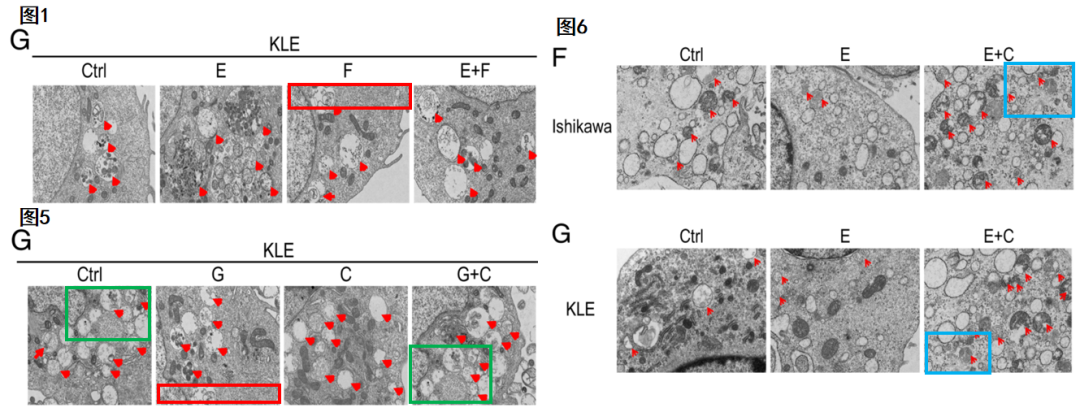 图1
G
KLE
Ctrl E F E+F
图5
G
KLE
Ctrl G C G+C
图6
F
Ctrl E E+C
Ishikawa
G
Ctrl E E+C
KLE